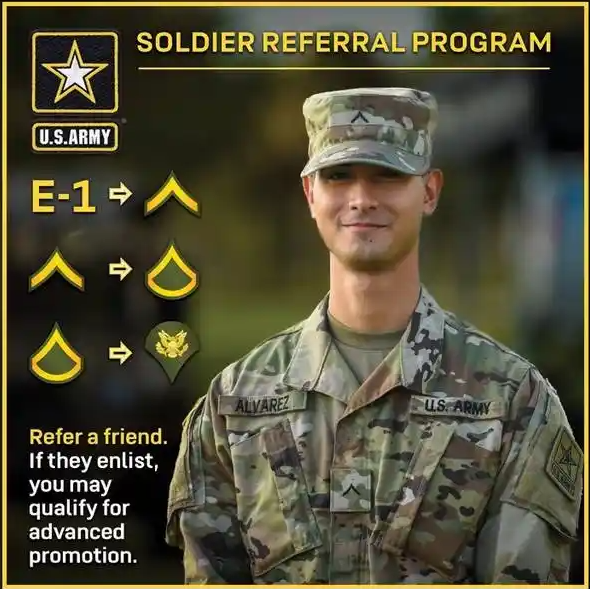 SOLDIER REFERRAL PROGRAM
U.S.ARMY
E-1
Refer a friend.
If they enlist,
you may
qualify for
advanced
promotion.
ALVAREZ
U.S. ARMY